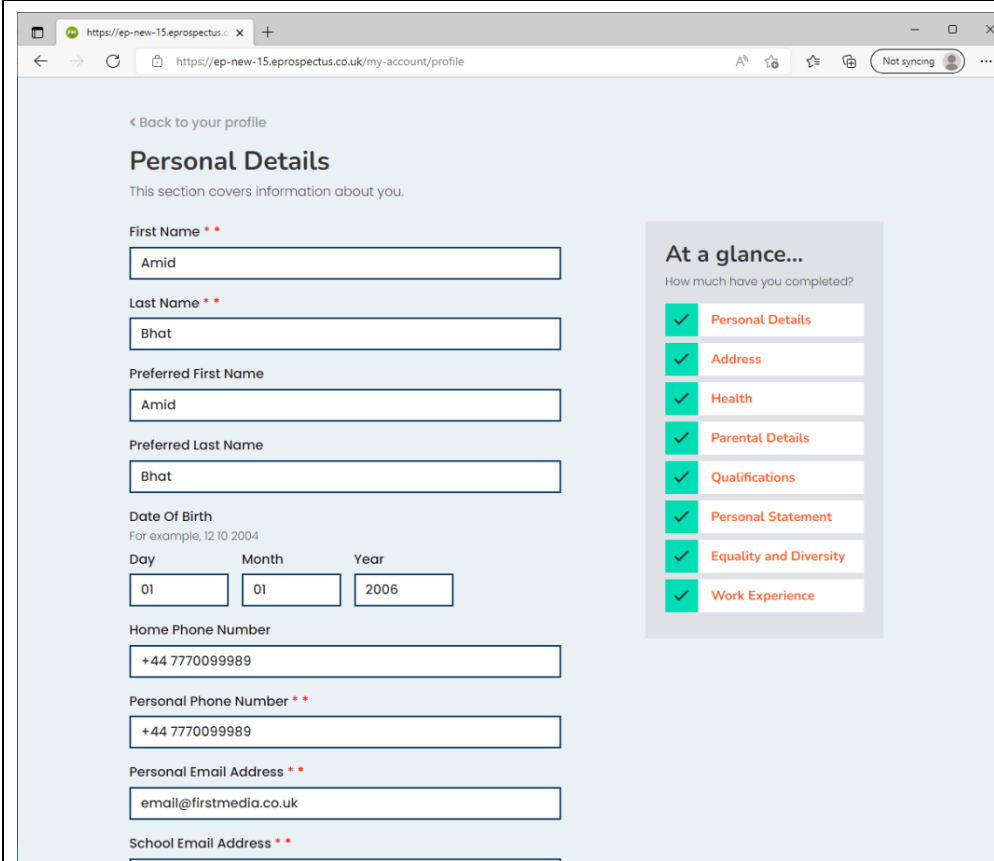 https://ep-new-15.eprospectus.c
https://ep-new-15.eprospectus.co.uk/my-account/profile
Not syncing
Back to your profile
Personal Details
This section covers information about you.
First Name * *
Amid
Last Name * *
Bhat
Preferred First Name
Amid
Preferred Last Name
Bhat
Date Of Birth
For example, 12 10 2004
Day Month Year
01 01 2006
Home Phone Number
+44 7770099989
Personal Phone Number * *
+44 7770099989
Personal Email Address * *
email@firstmedia.co.uk
School Email Address * *
At a glance...
How much have you completed?
Personal Details
Address
Health
Parental Details
Qualifications
Personal Statement
Equality and Diversity
Work Experience